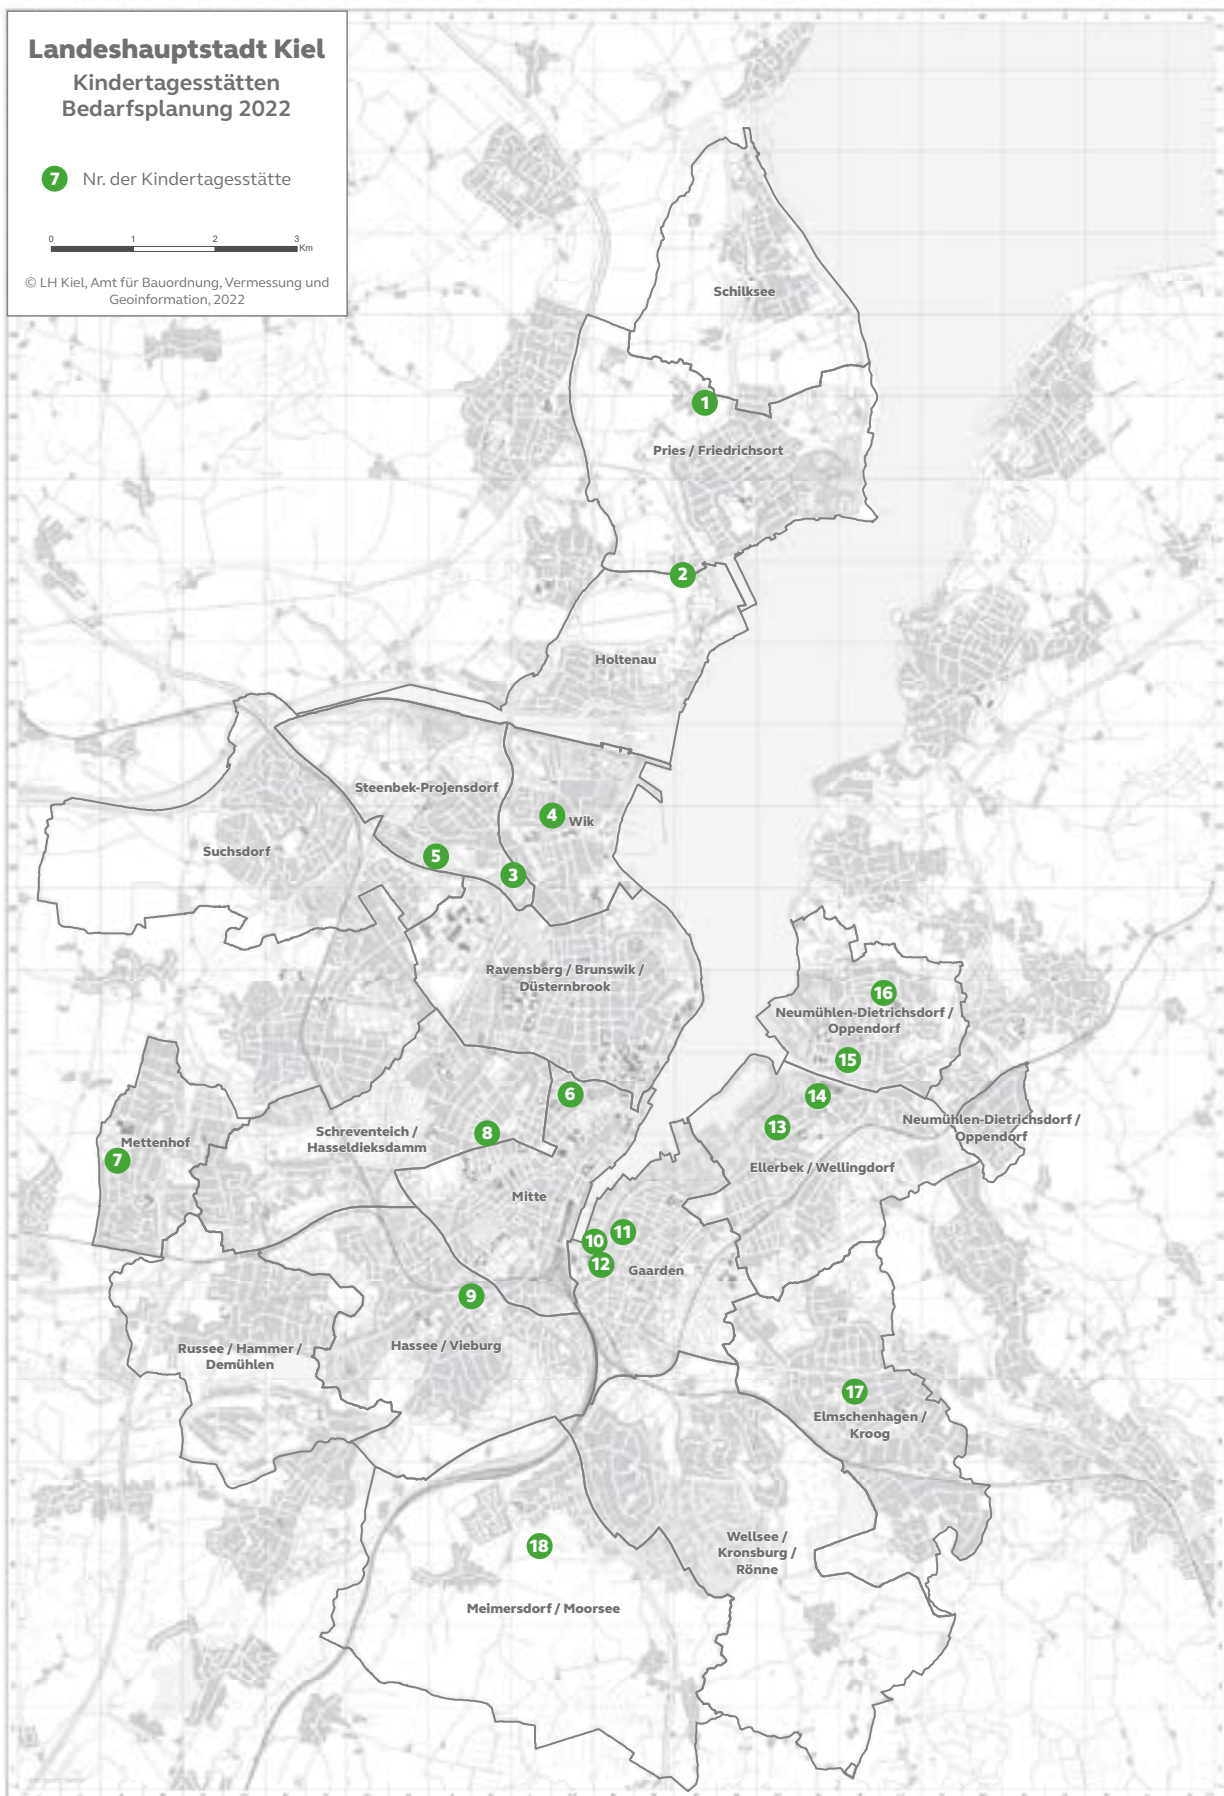 Landeshauptstadt Kiel
Kindertagesstätten
Bedarfsplanung 2022
7 Nr. der Kindertagesstätte
0 1 2 3
Km
© LH Kiel, Amt für Bauordnung, Vermessung und
Geoinformation, 2022
Schilksee
1
Pries / Friedrichsort
2
Holtenau
Steenbek-Projensdorf
4
Wik
Suchsdorf
5
3
Ravensberg / Brunswik /
Düsternbrook
16
Neumühlen-Dietrichsdorf /
Oppendorf
15
6
14
Neumühlen-Dietrichsdorf /
Oppendorf
13
Schreventeich /
Hasseldieksdamm
8
Mettenhof
7
Ellerbek / Wellingdorf
Mitte
11
10
12
Gaarden
9
Hassee / Vieburg
Russee / Hammer /
Demühlen
17
Elmschenhagen /
Kroog
18
Wellsee /
Kronsburg /
Rönne
Meimersdorf / Moorsee